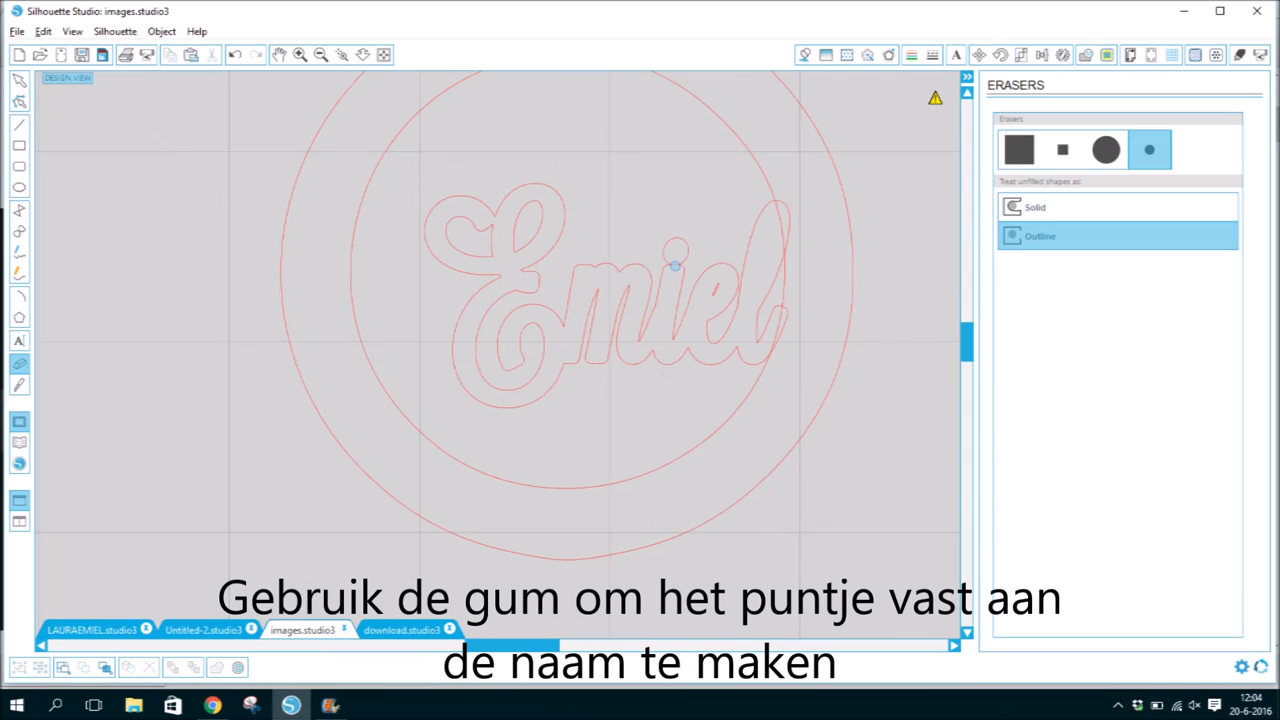 Silhouette Studio: images.studio3
File Edit View Silhouette Object Help
DESIGN VIEW
ERASERS
Erasers
Treat unfilled shapes as:
Solid
Outline
Emiel
Gebruik de gum om het puntje vast aan
de naam te maken
LAURAEMIEL.studio3 Untitled-2.studio3 images.studio3 download.studio3
12:04
20-6-2016